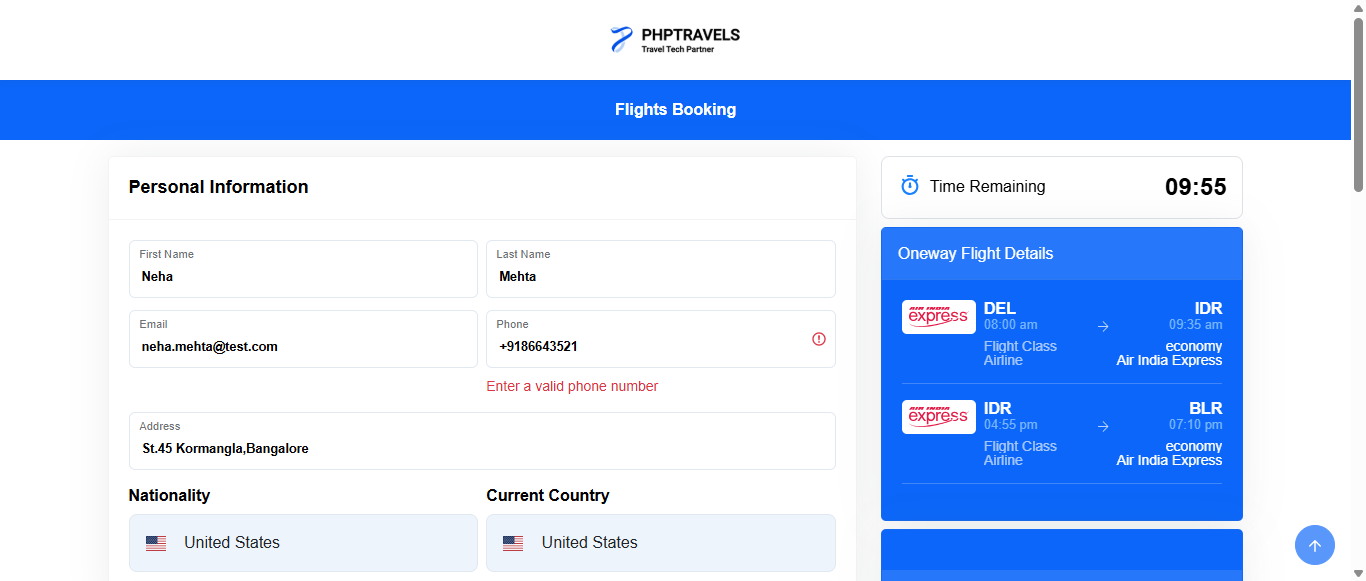 PHPTRAVELS
Travel Tech Partner
Flights Booking
Personal Information
First Name
Neha
Last Name
Mehta
Email
neha.mehta@test.com
Phone
+9186643521
Enter a valid phone number
Address
St.45 Kormangla,Bangalore
Nationality
United States
Current Country
United States
Time Remaining
09:55
Oneway Flight Details
AIR INDIA
express
DEL
08:00 am
IDR
09:35 am
Flight Class
economy
Airline
Air India Express
AIR INDIA
express
IDR
04:55 pm
BLR
07:10 pm
Flight Class
economy
Airline
Air India Express